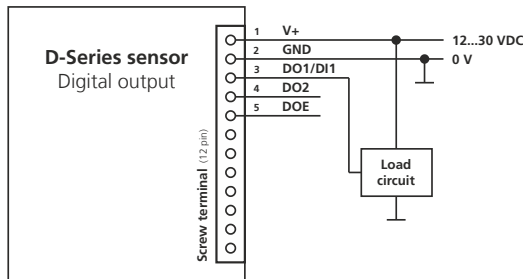 D-Series sensor
Digital output
Screw terminal (12 pin)
1 V+
2 GND
3 DO1/DI1
4 DO2
5 DOE
12...30 VDC
0 V
Load
circuit